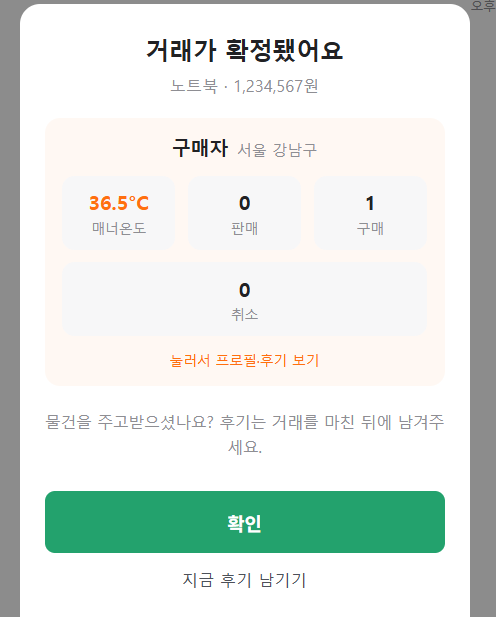 오후
거래가 확정됐어요
노트북 · 1,234,567원
구매자 서울 강남구
36.5°C 0 1
매너온도 판매 구매
0
취소
눌러서 프로필·후기 보기
물건을 주고받으셨나요? 후기는 거래를 마친 뒤에 남겨주
세요.
확인
지금 후기 남기기